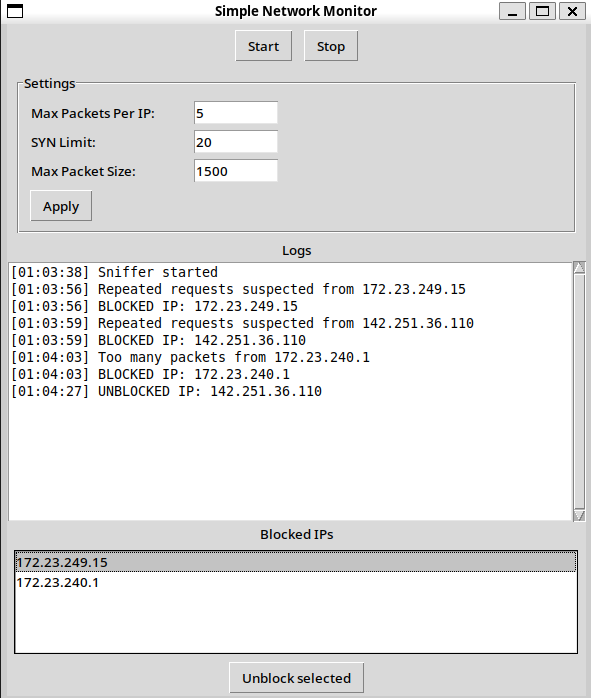 Simple Network Monitor
Start Stop
Settings
Max Packets Per IP: 5
SYN Limit: 20
Max Packet Size: 1500
Apply
Logs
[01:03:38] Sniffer started
[01:03:56] Repeated requests suspected from 172.23.249.15
[01:03:56] BLOCKED IP: 172.23.249.15
[01:03:59] Repeated requests suspected from 142.251.36.110
[01:03:59] BLOCKED IP: 142.251.36.110
[01:04:03] Too many packets from 172.23.240.1
[01:04:03] BLOCKED IP: 172.23.240.1
[01:04:27] UNBLOCKED IP: 142.251.36.110
Blocked IPs
172.23.249.15
172.23.240.1
Unblock selected